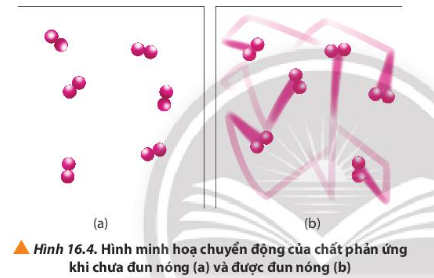 (a)
(b)
Hình 16.4. Hình minh hoạ chuyển động của chất phản ứng
khi chưa đun nóng (a) và được đun nóng (b)